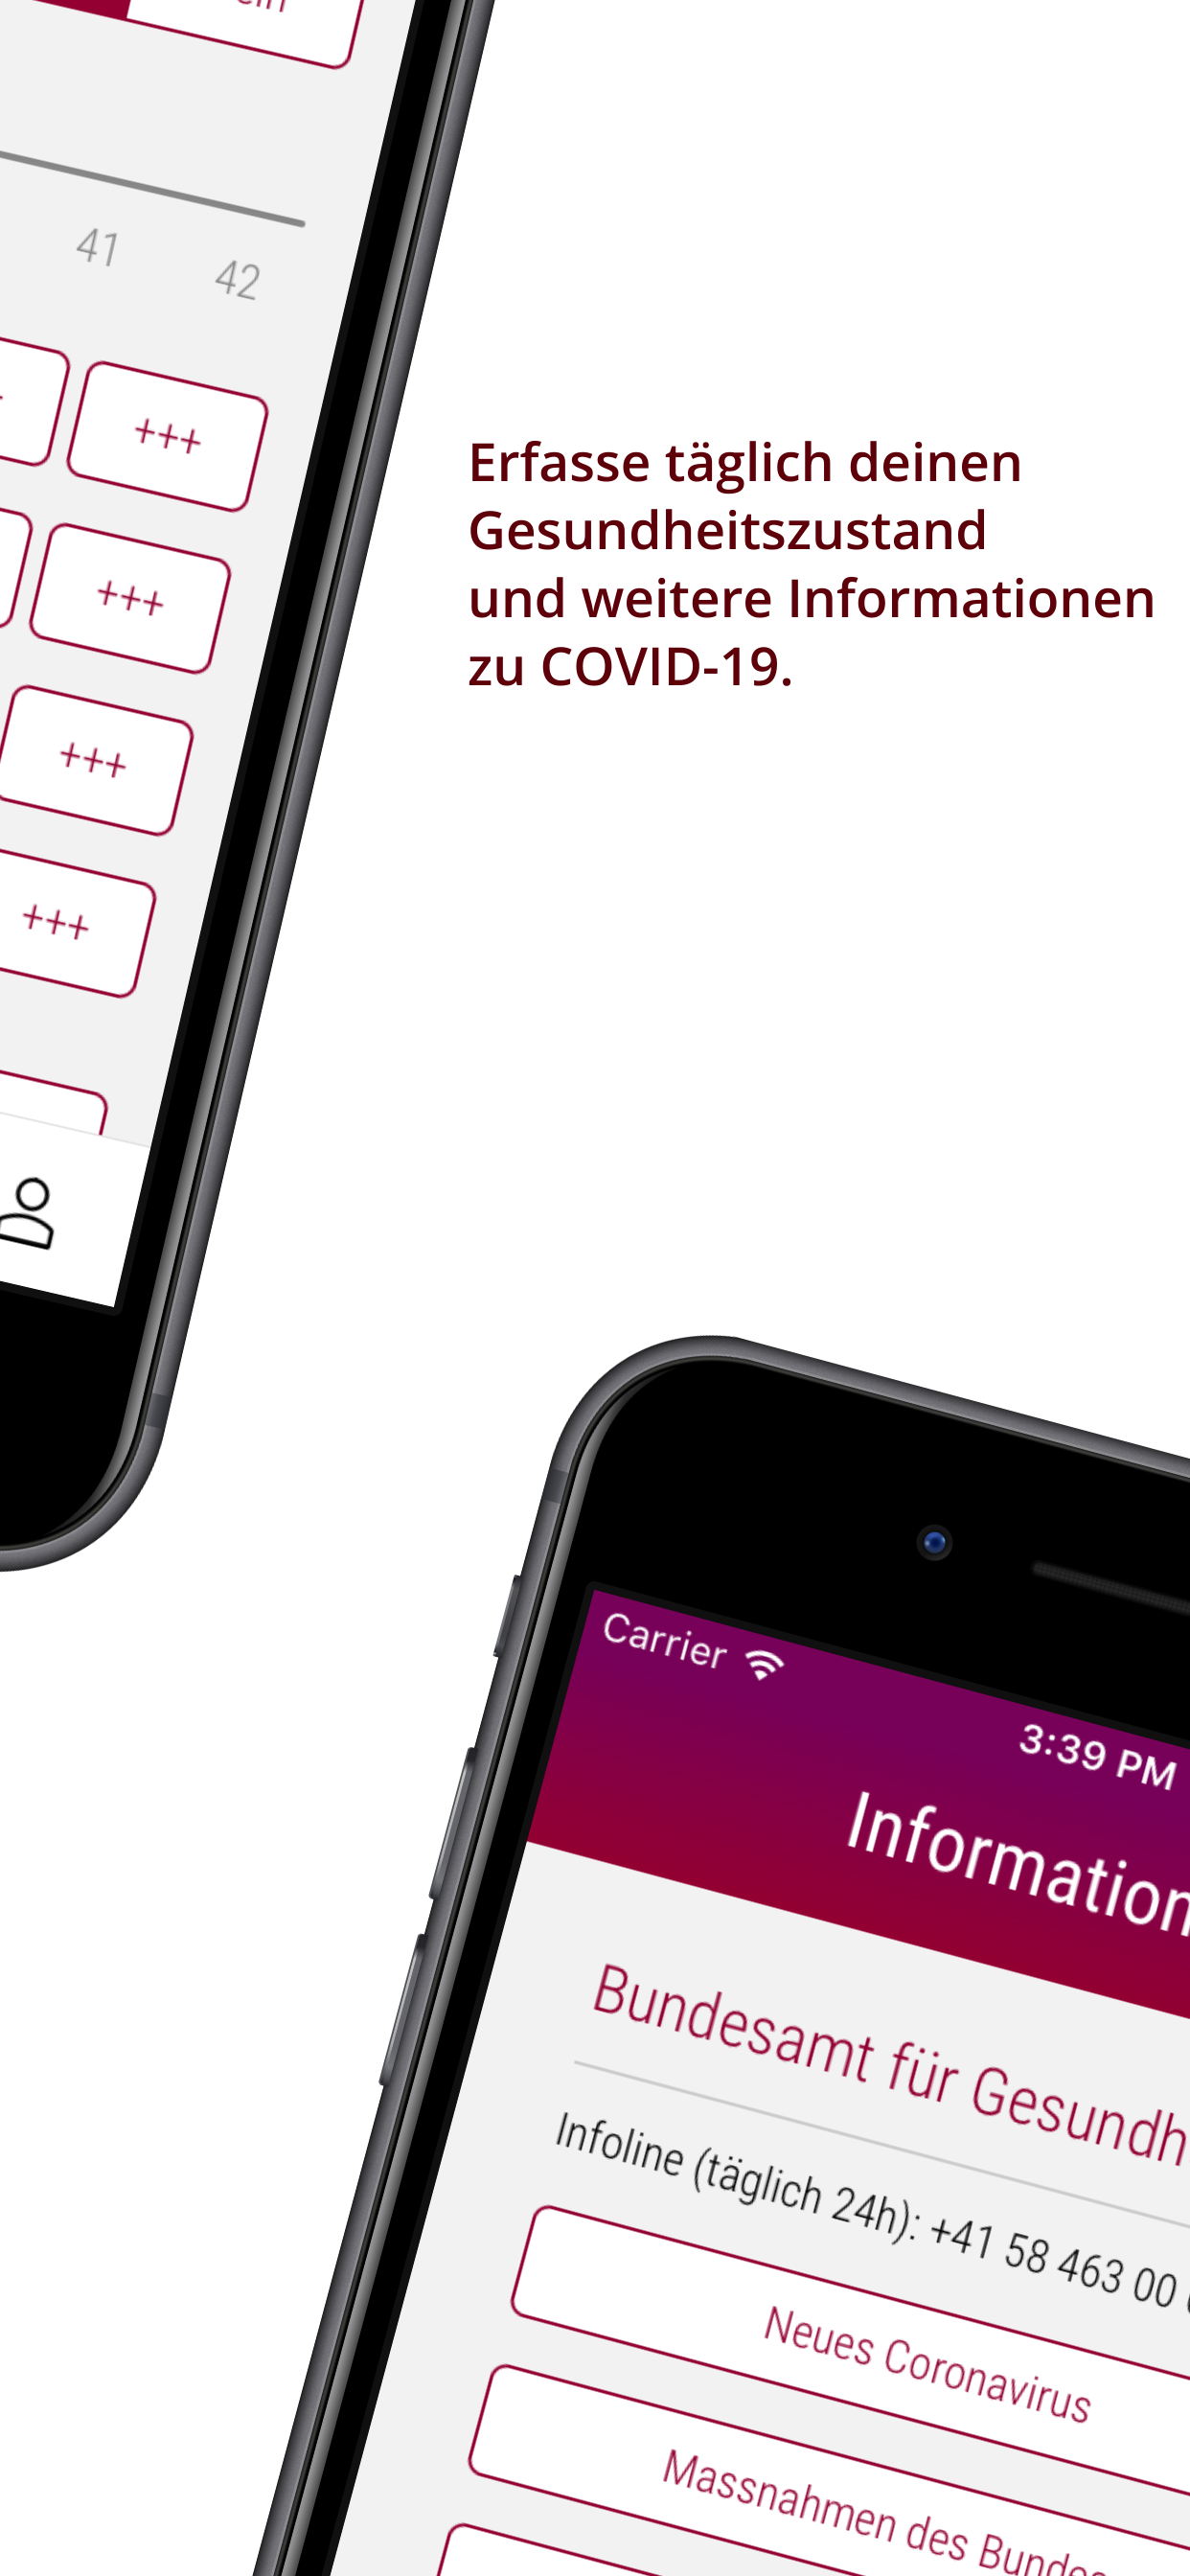 41
42
+++
+++
+++
+++
Erfasse täglich deinen
Gesundheitszustand
und weitere Informationen
zu COVID-19.
Carrier
3:39 PM
Information
Bundesamt für Gesundh
Infoline (täglich 24h): +41 58 463 00
Neues Coronavirus
Massnahmen des Bundes